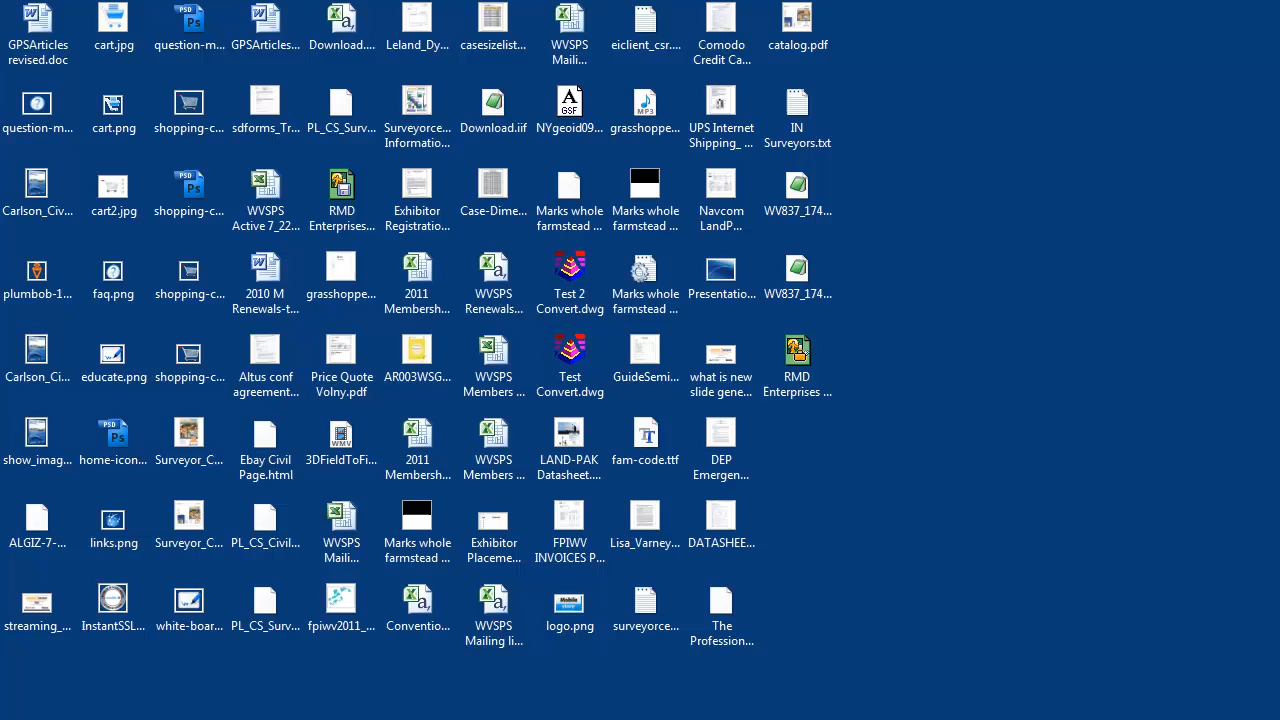 GPSArticles
revised.doc
cart.jpg
question-m...
GPSArticles...
Download....
Leland_Dy...
casesizelist...
WVSPS
Maili...
eiclient_csr....
Comodo
Credit Ca...
catalog.pdf
question-m...
cart.png
shopping-c...
sdforms_Tr...
PL_CS_Surv...
Surveyorce...
Informatio...
Download.iif
NYgeoid09...
grasshoppe...
UPS Internet
Shipping_ ...
IN
Surveyors.txt
Carlson_Civ...
cart2.jpg
shopping-c...
WVSPS
Active 7_22...
RMD
Enterprises...
Exhibitor
Registratio...
Case-Dime...
Marks whole
farmstead ...
Marks whole
farmstead ...
Navcom
LandP...
WV837_174...
plumbob-1...
faq.png
shopping-c...
2010 M
Renewals-t...
grasshoppe...
2011
Membersh...
WVSPS
Renewals...
Test 2
Convert.dwg
Marks whole
farmstead ...
Presentatio...
WV837_174...
Carlson_Ci...
educate.png
shopping-c...
Altus conf
agreement...
Price Quote
Volny.pdf
AR003WSG...
WVSPS
Members ...
Test
Convert.dwg
GuideSemi...
what is new
slide gene...
RMD
Enterprises ...
show_imag...
home-icon...
Surveyor_C...
Ebay Civil
Page.html
3DFieldToFi...
2011
Membersh...
WVSPS
Members ...
LAND-PAK
Datasheet....
fam-code.ttf
DEP
Emergen...
ALGIZ-7-...
links.png
Surveyor_C...
PL_CS_Civil...
WVSPS
Maili...
Marks whole
farmstead ...
Exhibitor
Placeme...
FPIWV
INVOICES P...
Lisa_Varney...
DATASHEE...
streaming_...
InstantSSL...
white-boar...
PL_CS_Surv...
fpiwv2011_...
Conventio...
WVSPS
Mailing li...
logo.png
surveyorce...
The
Profession...